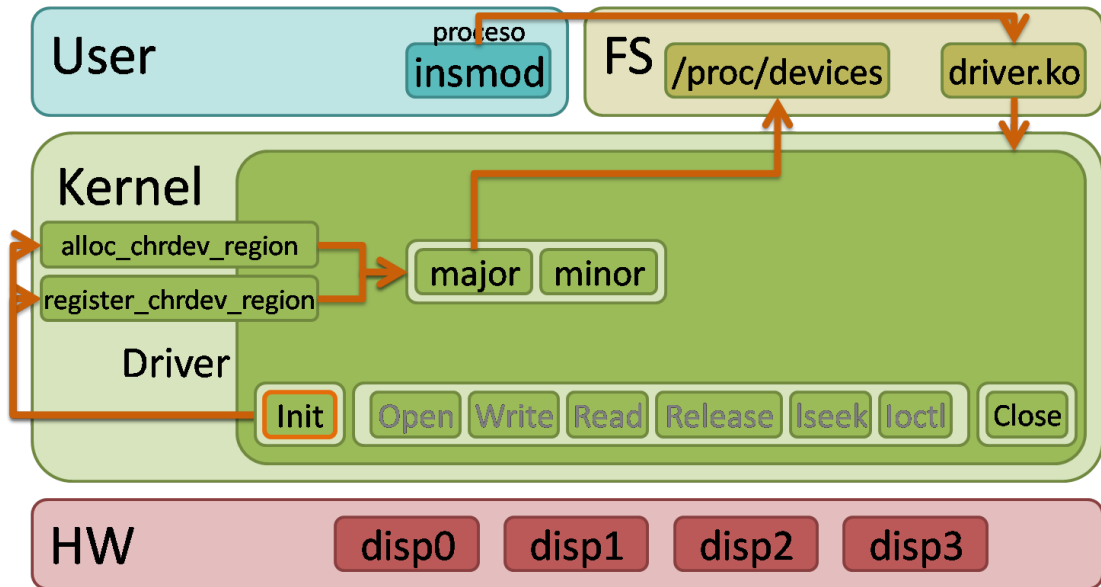 User
proceso
insmod
FS
/proc/devices
driver.ko
Kernel
alloc_chrdev_region
register_chrdev_region
major
minor
Driver
Init
Open
Write
Read
Release
lseek
Ioctl
Close
HW
disp0
disp1
disp2
disp3